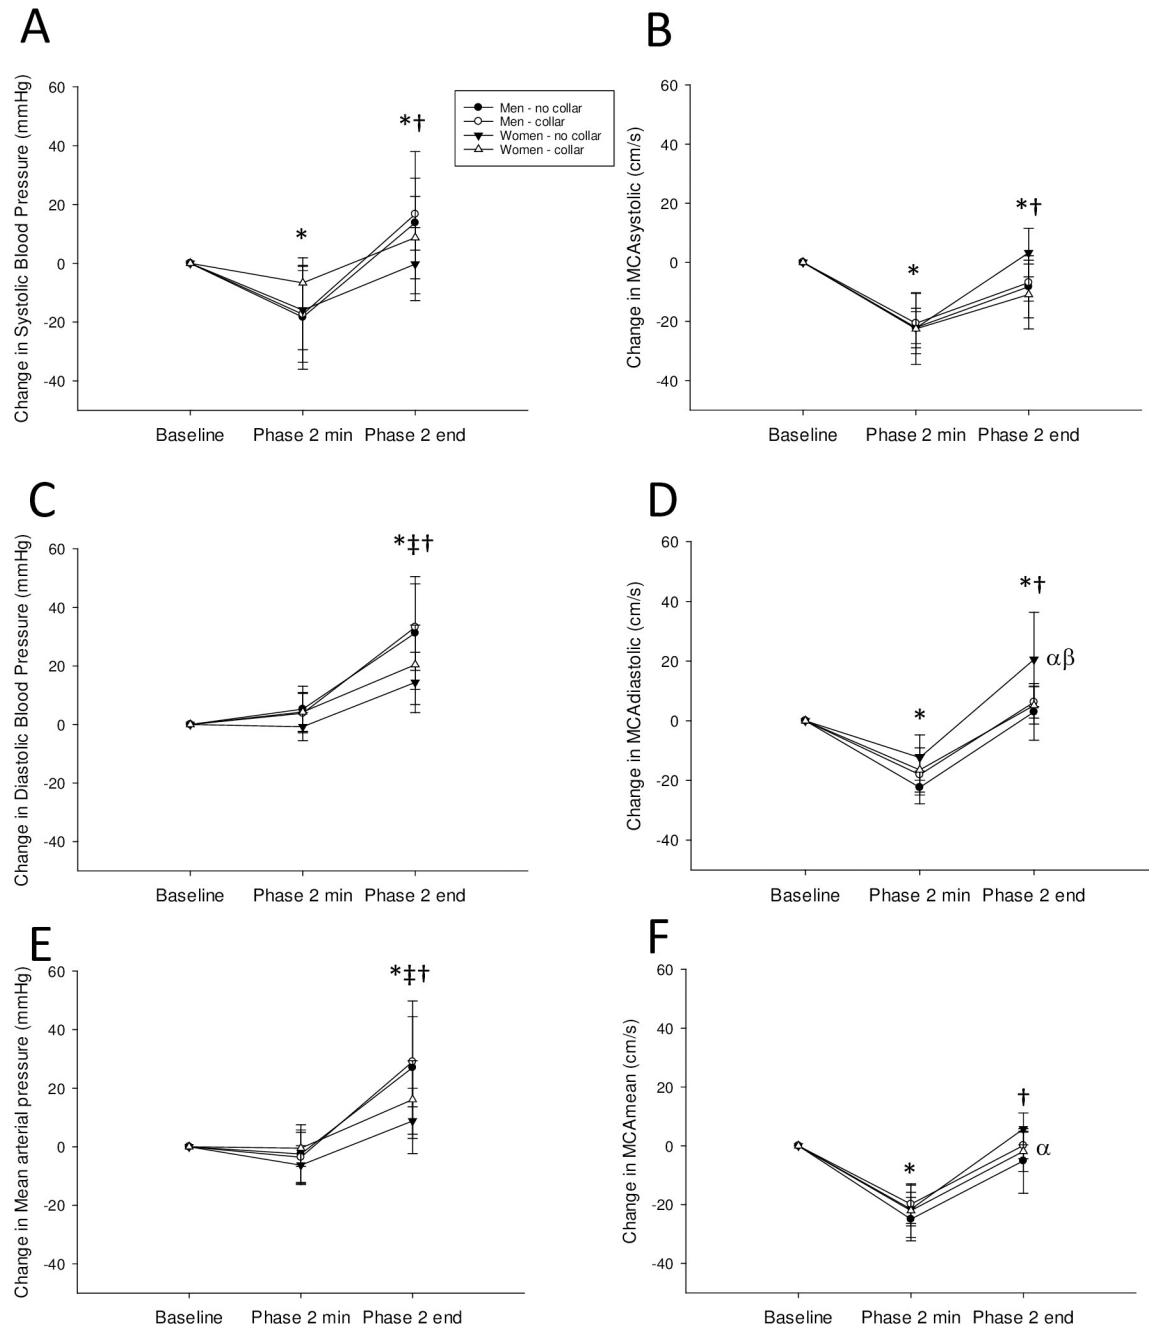 A
Change in Systolic Blood Pressure (mmHg)
60
40
20
0
-20
-40
*
*†
Baseline Phase 2 min Phase 2 end
Men - no collar
Men - collar
Women - no collar
Women - collar
B
Change in MCAsystolic (cm/s)
60
40
20
0
-20
-40
*
*†
Baseline Phase 2 min Phase 2 end
C
Change in Diastolic Blood Pressure (mmHg)
60
40
20
0
-20
-40
*‡†
Baseline Phase 2 min Phase 2 end
D
Change in MCAdiastolic (cm/s)
60
40
20
0
-20
-40
*
*†
αβ
Baseline Phase 2 min Phase 2 end
E
Change in Mean arterial pressure (mmHg)
60
40
20
0
-20
-40
*‡†
Baseline Phase 2 min Phase 2 end
F
Change in MCAmean (cm/s)
60
40
20
0
-20
-40
*
†
α
Baseline Phase 2 min Phase 2 end